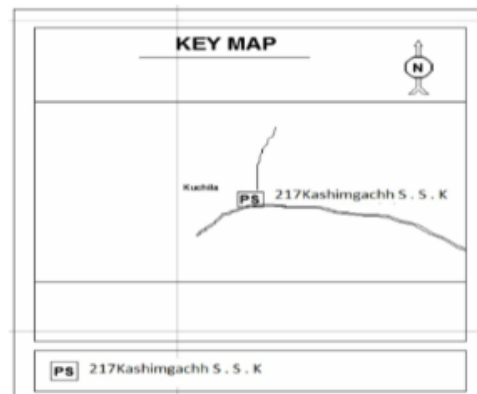 KEY MAP
N
Kuchila
PS 217Kashimgachh S . S . K
PS 217Kashimgachh S . S . K